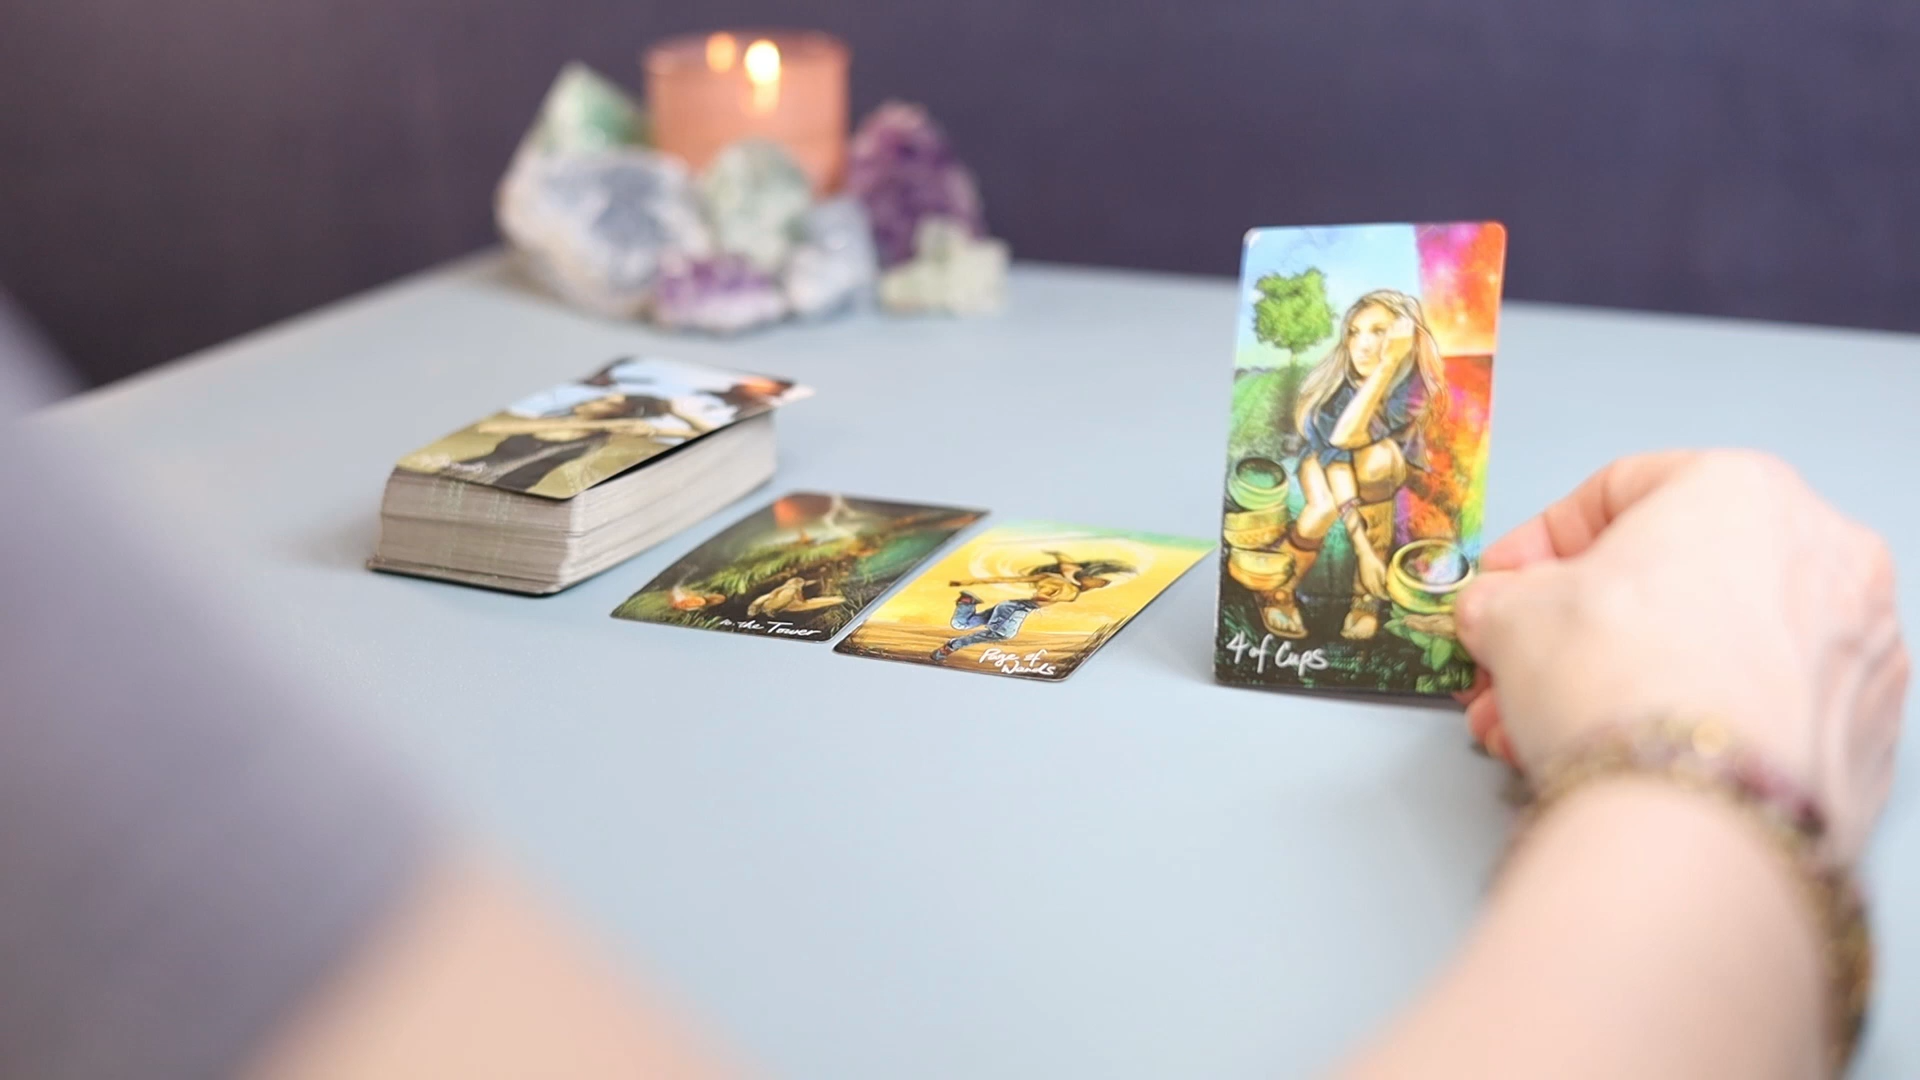 the Tower
Page of
Wands
4 of Cups